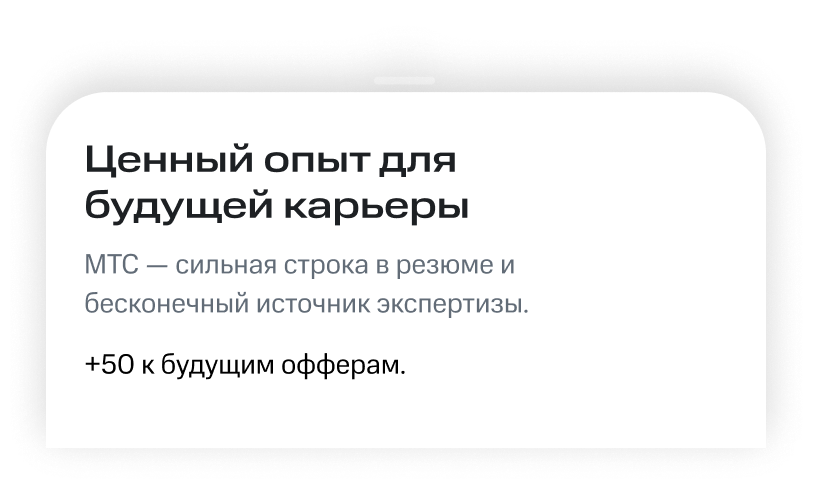 Ценный опыт для
будущей карьеры
МТС — сильная строка в резюме и
бесконечный источник экспертизы.
+50 к будущим офферам.